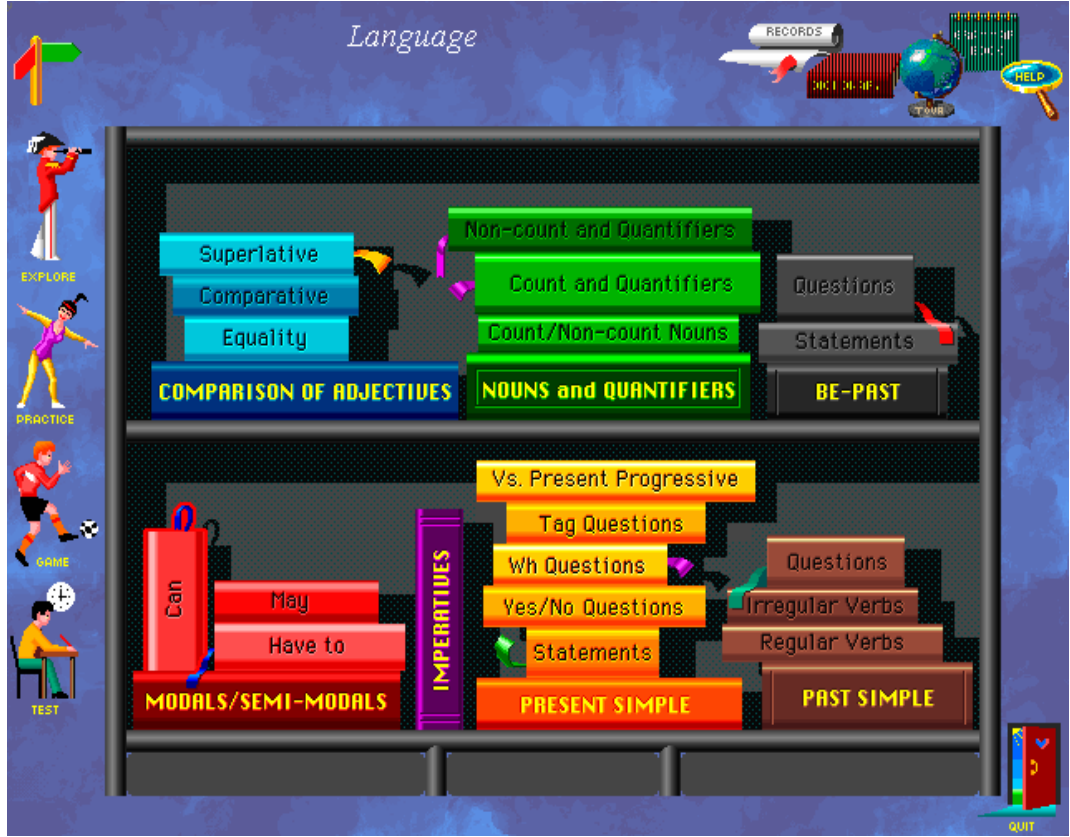 Language
RECORDS
TOUR
HELP
EXPLORE
PRACTICE
GAME
TEST
Superlative
Comparative
Equality
COMPARISON OF ADJECTIVES
Non-count and Quantifiers
Count and Quantifiers
Count/Non-count Nouns
NOUNS and QUANTIFIERS
Questions
Statements
BE-PAST
Can
May
Have to
MODALS/SEMI-MODALS
IMPERATIVES
Vs. Present Progressive
Tag Questions
Wh Questions
Yes/No Questions
Statements
PRESENT SIMPLE
Questions
Irregular Verbs
Regular Verbs
PAST SIMPLE
QUIT